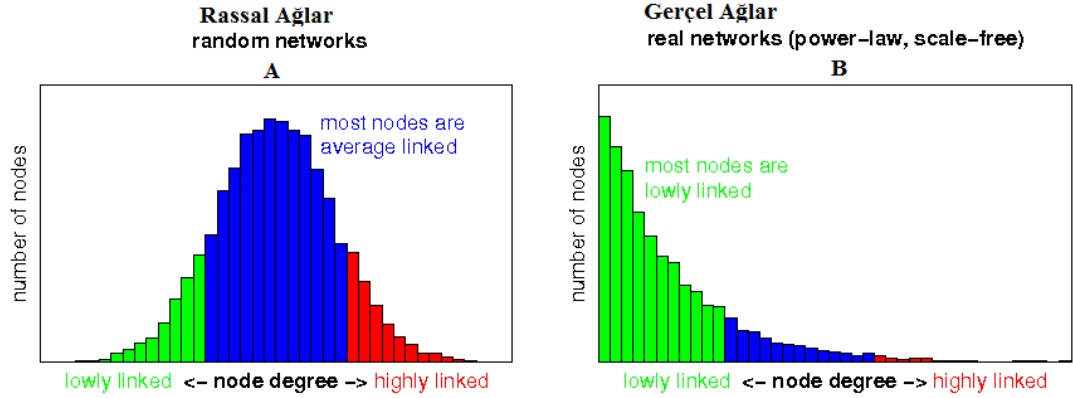 Rassal Ağlar
random networks
A
most nodes are
average linked
number of nodes
lowly linked <– node degree –> highly linked
Gerçel Ağlar
real networks (power–law, scale–free)
B
most nodes are
lowly linked
number of nodes
lowly linked <– node degree –> highly linked